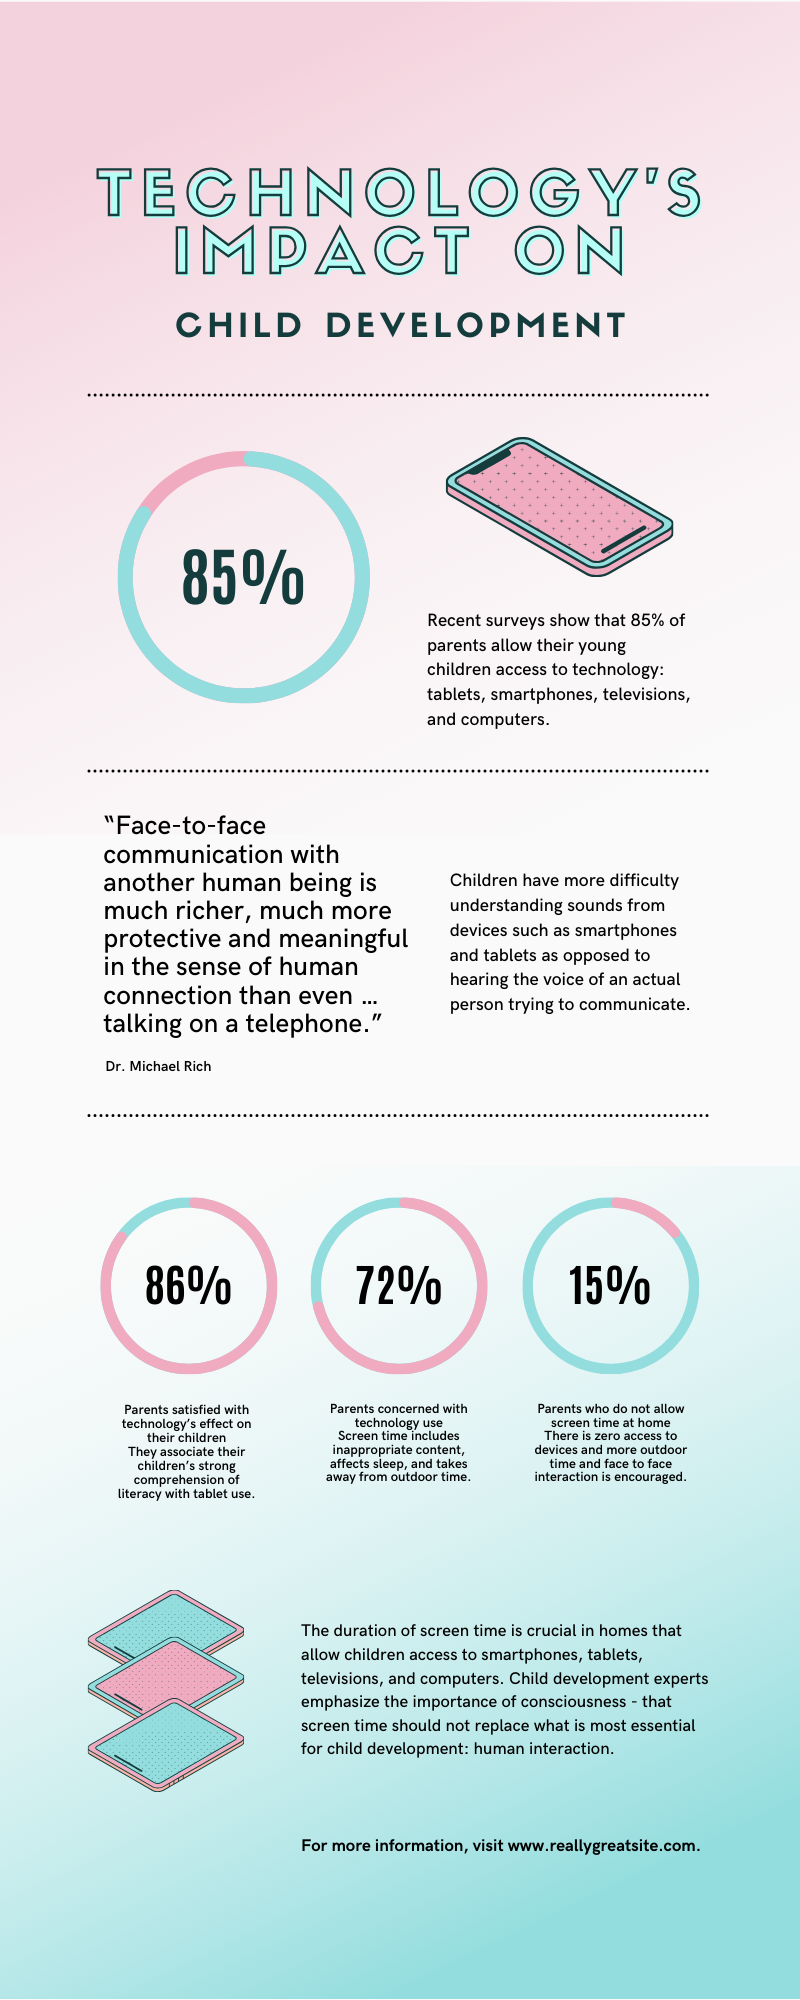 TECHNOLOGY'S
IMPACT ON
CHILD DEVELOPMENT
85%
Recent surveys show that 85% of
parents allow their young
children access to technology:
tablets, smartphones, televisions,
and computers.
“Face-to-face
communication with
another human being is
much richer, much more
protective and meaningful
in the sense of human
connection than even ...
talking on a telephone.”
Dr. Michael Rich
Children have more difficulty
understanding sounds from
devices such as smartphones
and tablets as opposed to
hearing the voice of an actual
person trying to communicate.
86%
Parents satisfied with
technology’s effect on
their children
They associate their
children’s strong
comprehension of
literacy with tablet use.
72%
Parents concerned with
technology use
Screen time includes
inappropriate content,
affects sleep, and takes
away from outdoor time.
15%
Parents who do not allow
screen time at home
There is zero access to
devices and more outdoor
time and face to face
interaction is encouraged.
The duration of screen time is crucial in homes that
allow children access to smartphones, tablets,
televisions, and computers. Child development experts
emphasize the importance of consciousness - that
screen time should not replace what is most essential
for child development: human interaction.
For more information, visit www.reallygreatsite.com.